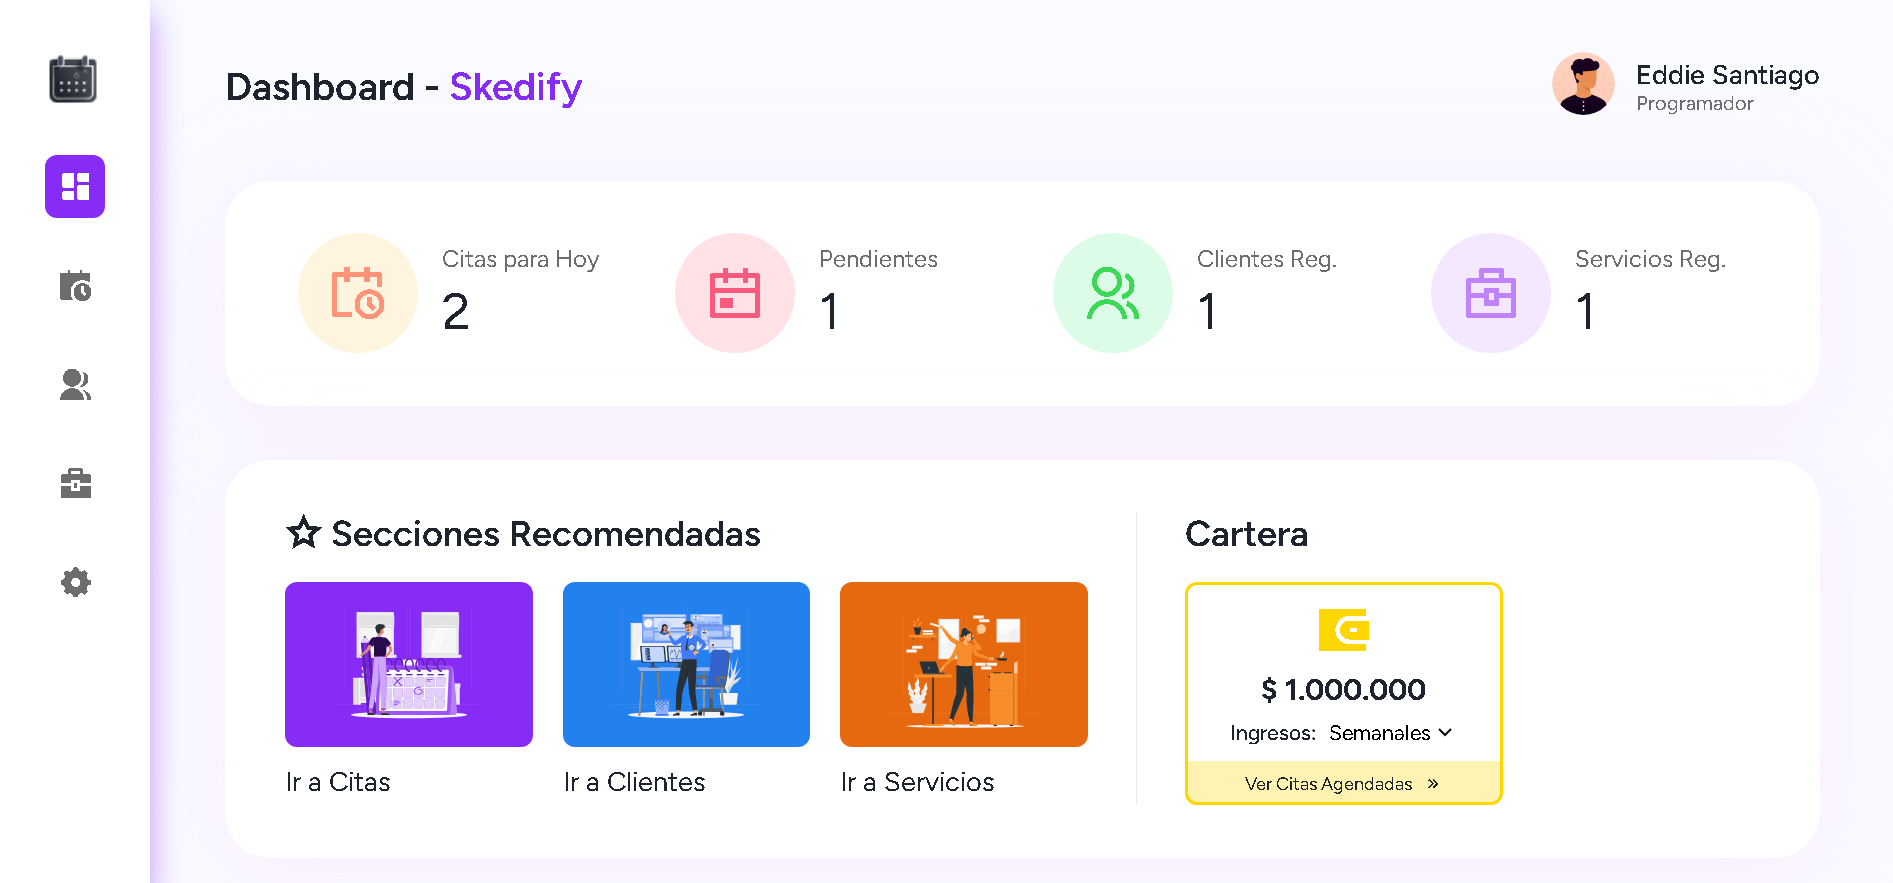 Dashboard - Skedify
Eddie Santiago
Programador
Citas para Hoy
2
Pendientes
1
Clientes Reg.
1
Servicios Reg.
1
Secciones Recomendadas
Ir a Citas
Ir a Clientes
Ir a Servicios
Cartera
$ 1.000.000
Ingresos: Semanales
Ver Citas Agendadas »